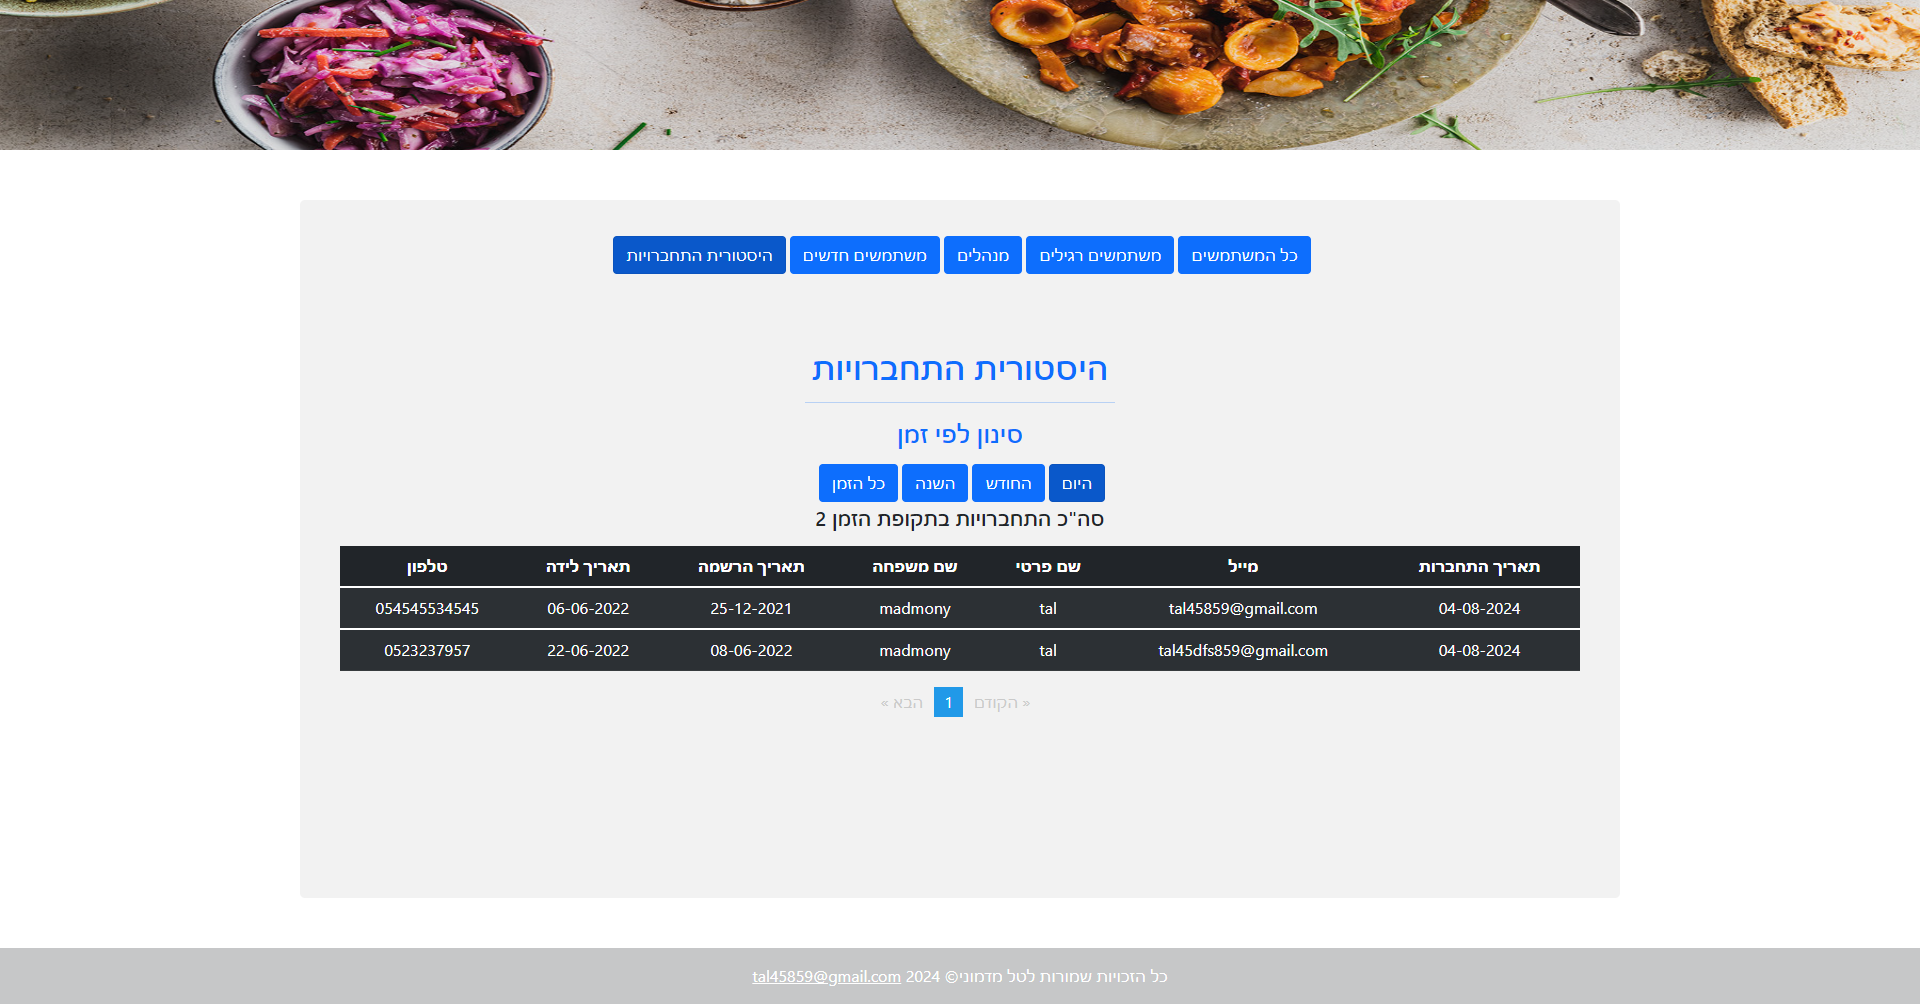 כל המשתמשים משתמשים רגילים מנהלים משתמשים חדשים היסטורית התחברויות
היסטורית התחברויות
סינון לפי זמן
היום החודש השנה כל הזמן
סה"כ התחברויות בתקופת הזמן 2
תאריך התחברות מייל שם פרטי שם משפחה תאריך הרשמה תאריך לידה טלפון
04-08-2024 tal45859@gmail.com tal madmony 25-12-2021 06-06-2022 054545534545
04-08-2024 tal45dfs859@gmail.com tal madmony 08-06-2022 22-06-2022 0523237957
« הקודם 1 הבא »
כל הזכויות שמורות לטל מדמוני© 2024 tal45859@gmail.com